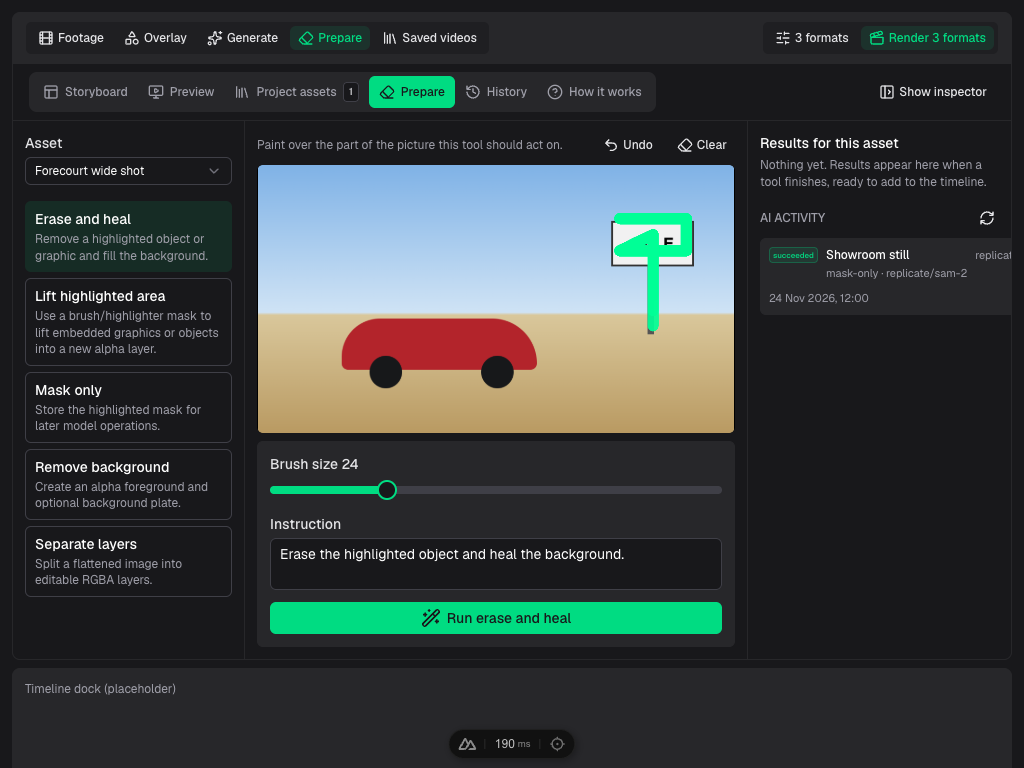 Footage
Overlay
Generate
Prepare
Saved videos
3 formats
Render 3 formats
Storyboard
Preview
Project assets 1
Prepare
History
How it works
Show inspector
Asset
Forecourt wide shot
Erase and heal
Remove a highlighted object or
graphic and fill the background.
Lift highlighted area
Use a brush/highlighter mask to
lift embedded graphics or objects
into a new alpha layer.
Mask only
Store the highlighted mask for
later model operations.
Remove background
Create an alpha foreground and
optional background plate.
Separate layers
Split a flattened image into
editable RGBA layers.
Paint over the part of the picture this tool should act on.
Undo
Clear
Brush size 24
Instruction
Erase the highlighted object and heal the background.
Run erase and heal
Results for this asset
Nothing yet. Results appear here when a
tool finishes, ready to add to the timeline.
AI ACTIVITY
succeeded
Showroom still
replicat
mask-only · replicate/sam-2
24 Nov 2026, 12:00
Timeline dock (placeholder)
190 ms